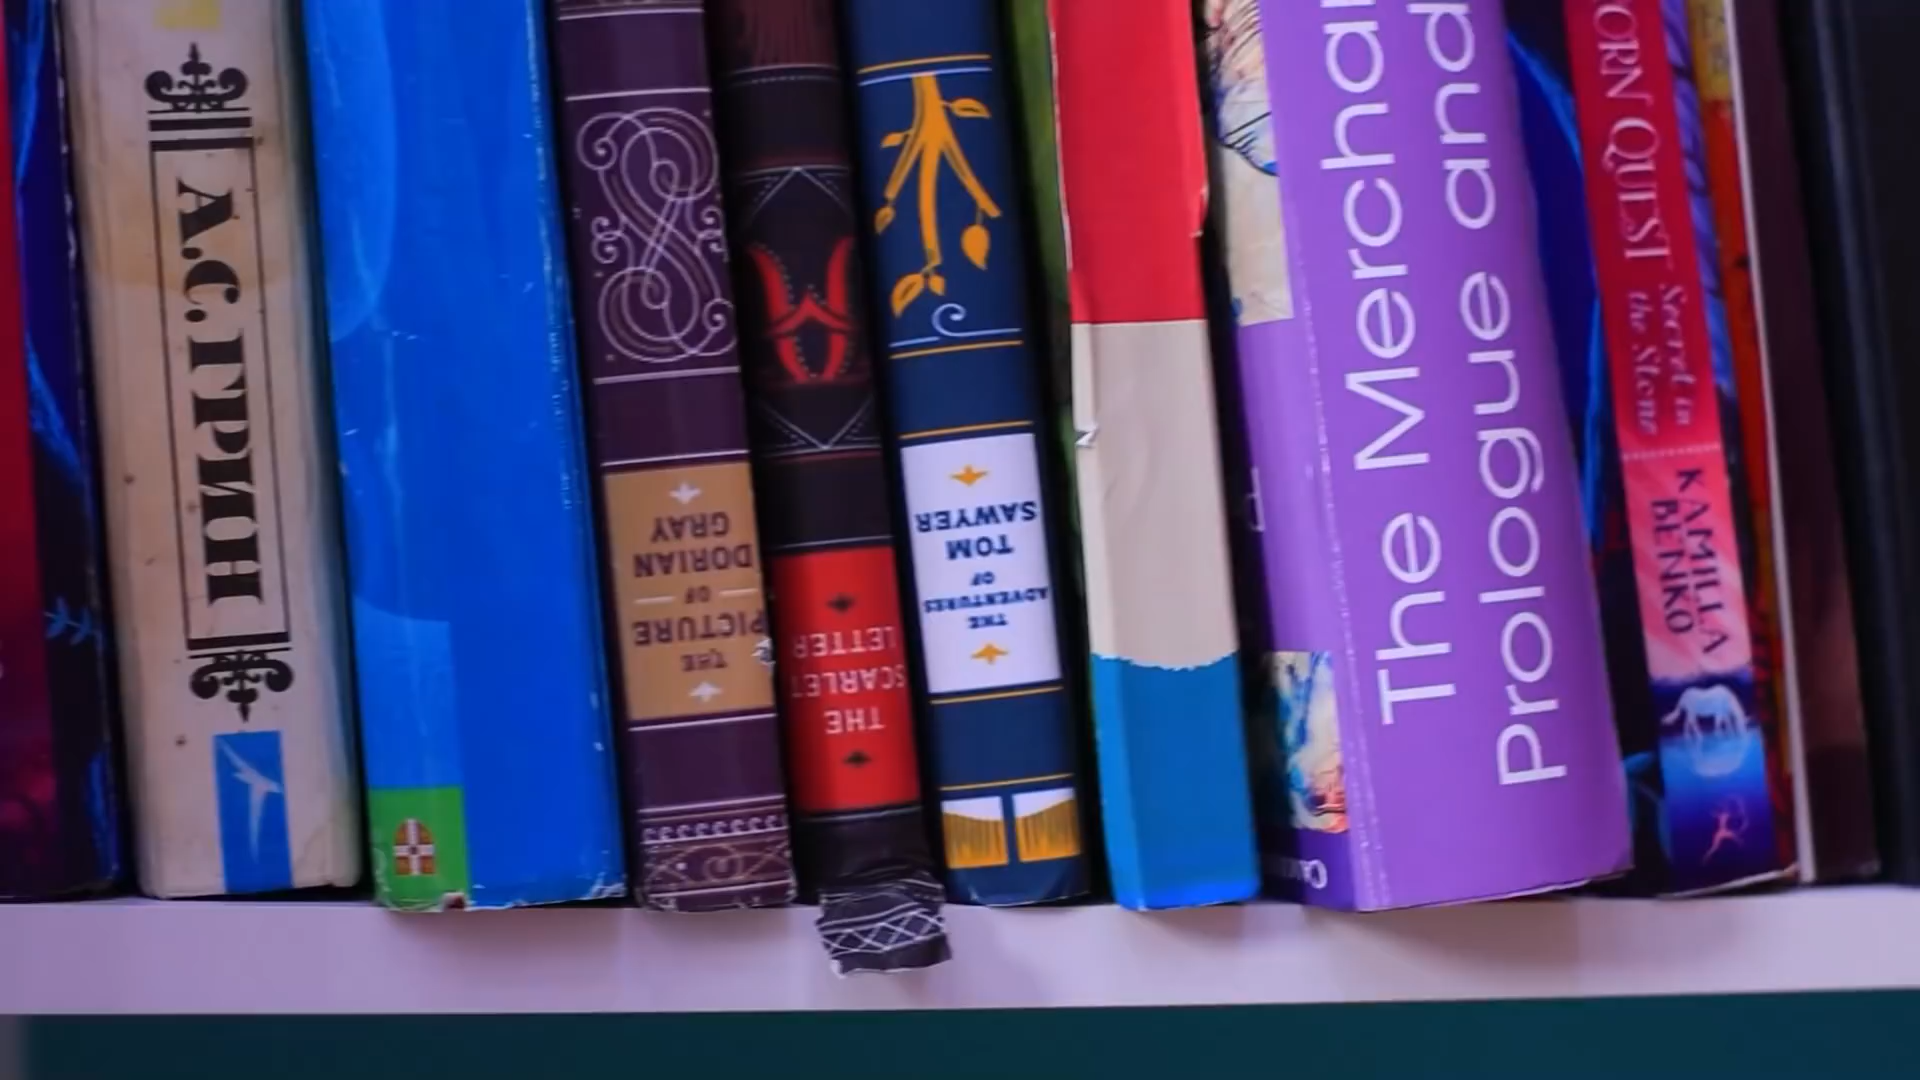 А.С.ГРИН
THE
PICTURE
OF
DORIAN
GRAY
THE
SCARLET
LETTER
THE
ADVENTURES
OF
TOM
SAWYER
The Merchan
Prologue and
ORN QUEST
Secret in
the Stone
KAMILLA
BENKO